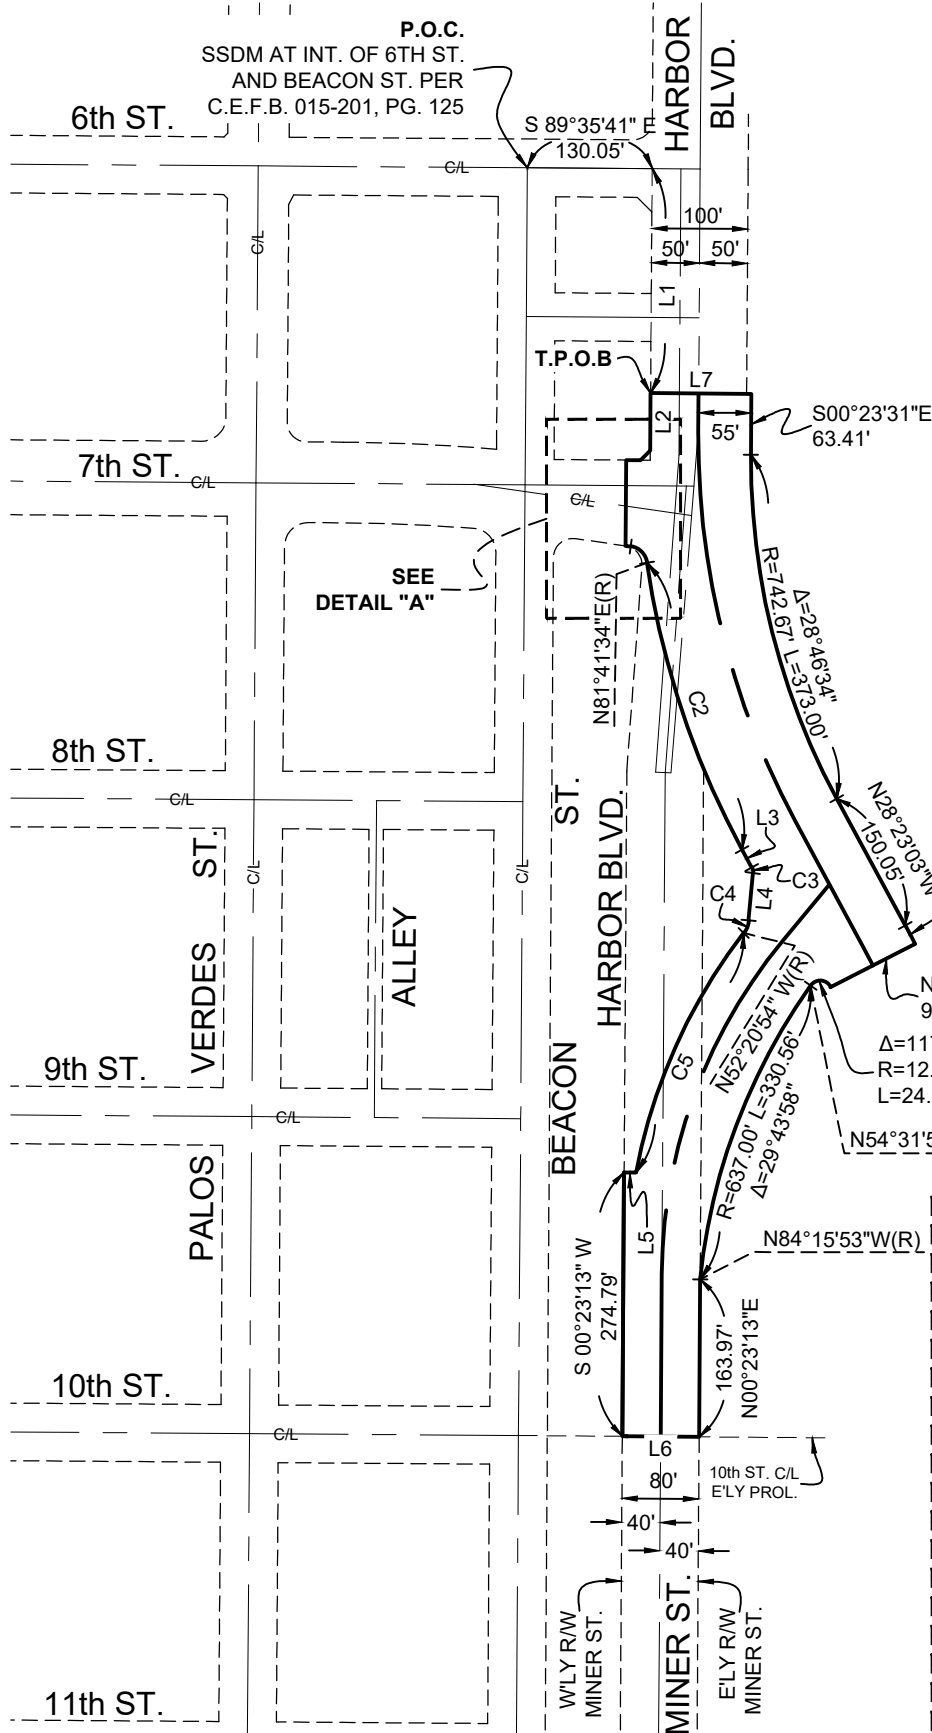 P.O.C.
SSDM AT INT. OF 6TH ST.
AND BEACON ST. PER
C.E.F.B. 015-201, PG. 125
HARBOR
BLVD.
6th ST.
S 89°35'41" E
130.05'
C/L
C/L
100'
50'
50'
L1
T.P.O.B
L7
L2
55'
S00°23'31"E
63.41'
7th ST.
C/L
C/L
SEE
DETAIL "A"
N81°41'34"E(R)
R=742.67' L=373.00'
Δ=28°46'34"
C2
8th ST.
C/L
N28°23'03"W
150.05'
L3
C3
C4
L4
C/L
C/L
PALOS VERDES ST.
ALLEY
BEACON ST.
HARBOR BLVD.
N52°20'54" W(R)
9th ST.
C/L
C5
R=637.00' L=330.56'
Δ=29°43'58"
R=12.
L=24.
N84°15'53"W(R)
L5
S 00°23'13" W
274.79'
163.97'
N00°23'13"E
10th ST.
C/L
L6
10th ST. C/L
E'LY PROL.
80'
40'
40'
W'LY R/W
MINER ST.
MINER ST.
E'LY R/W
MINER ST.
11th ST.